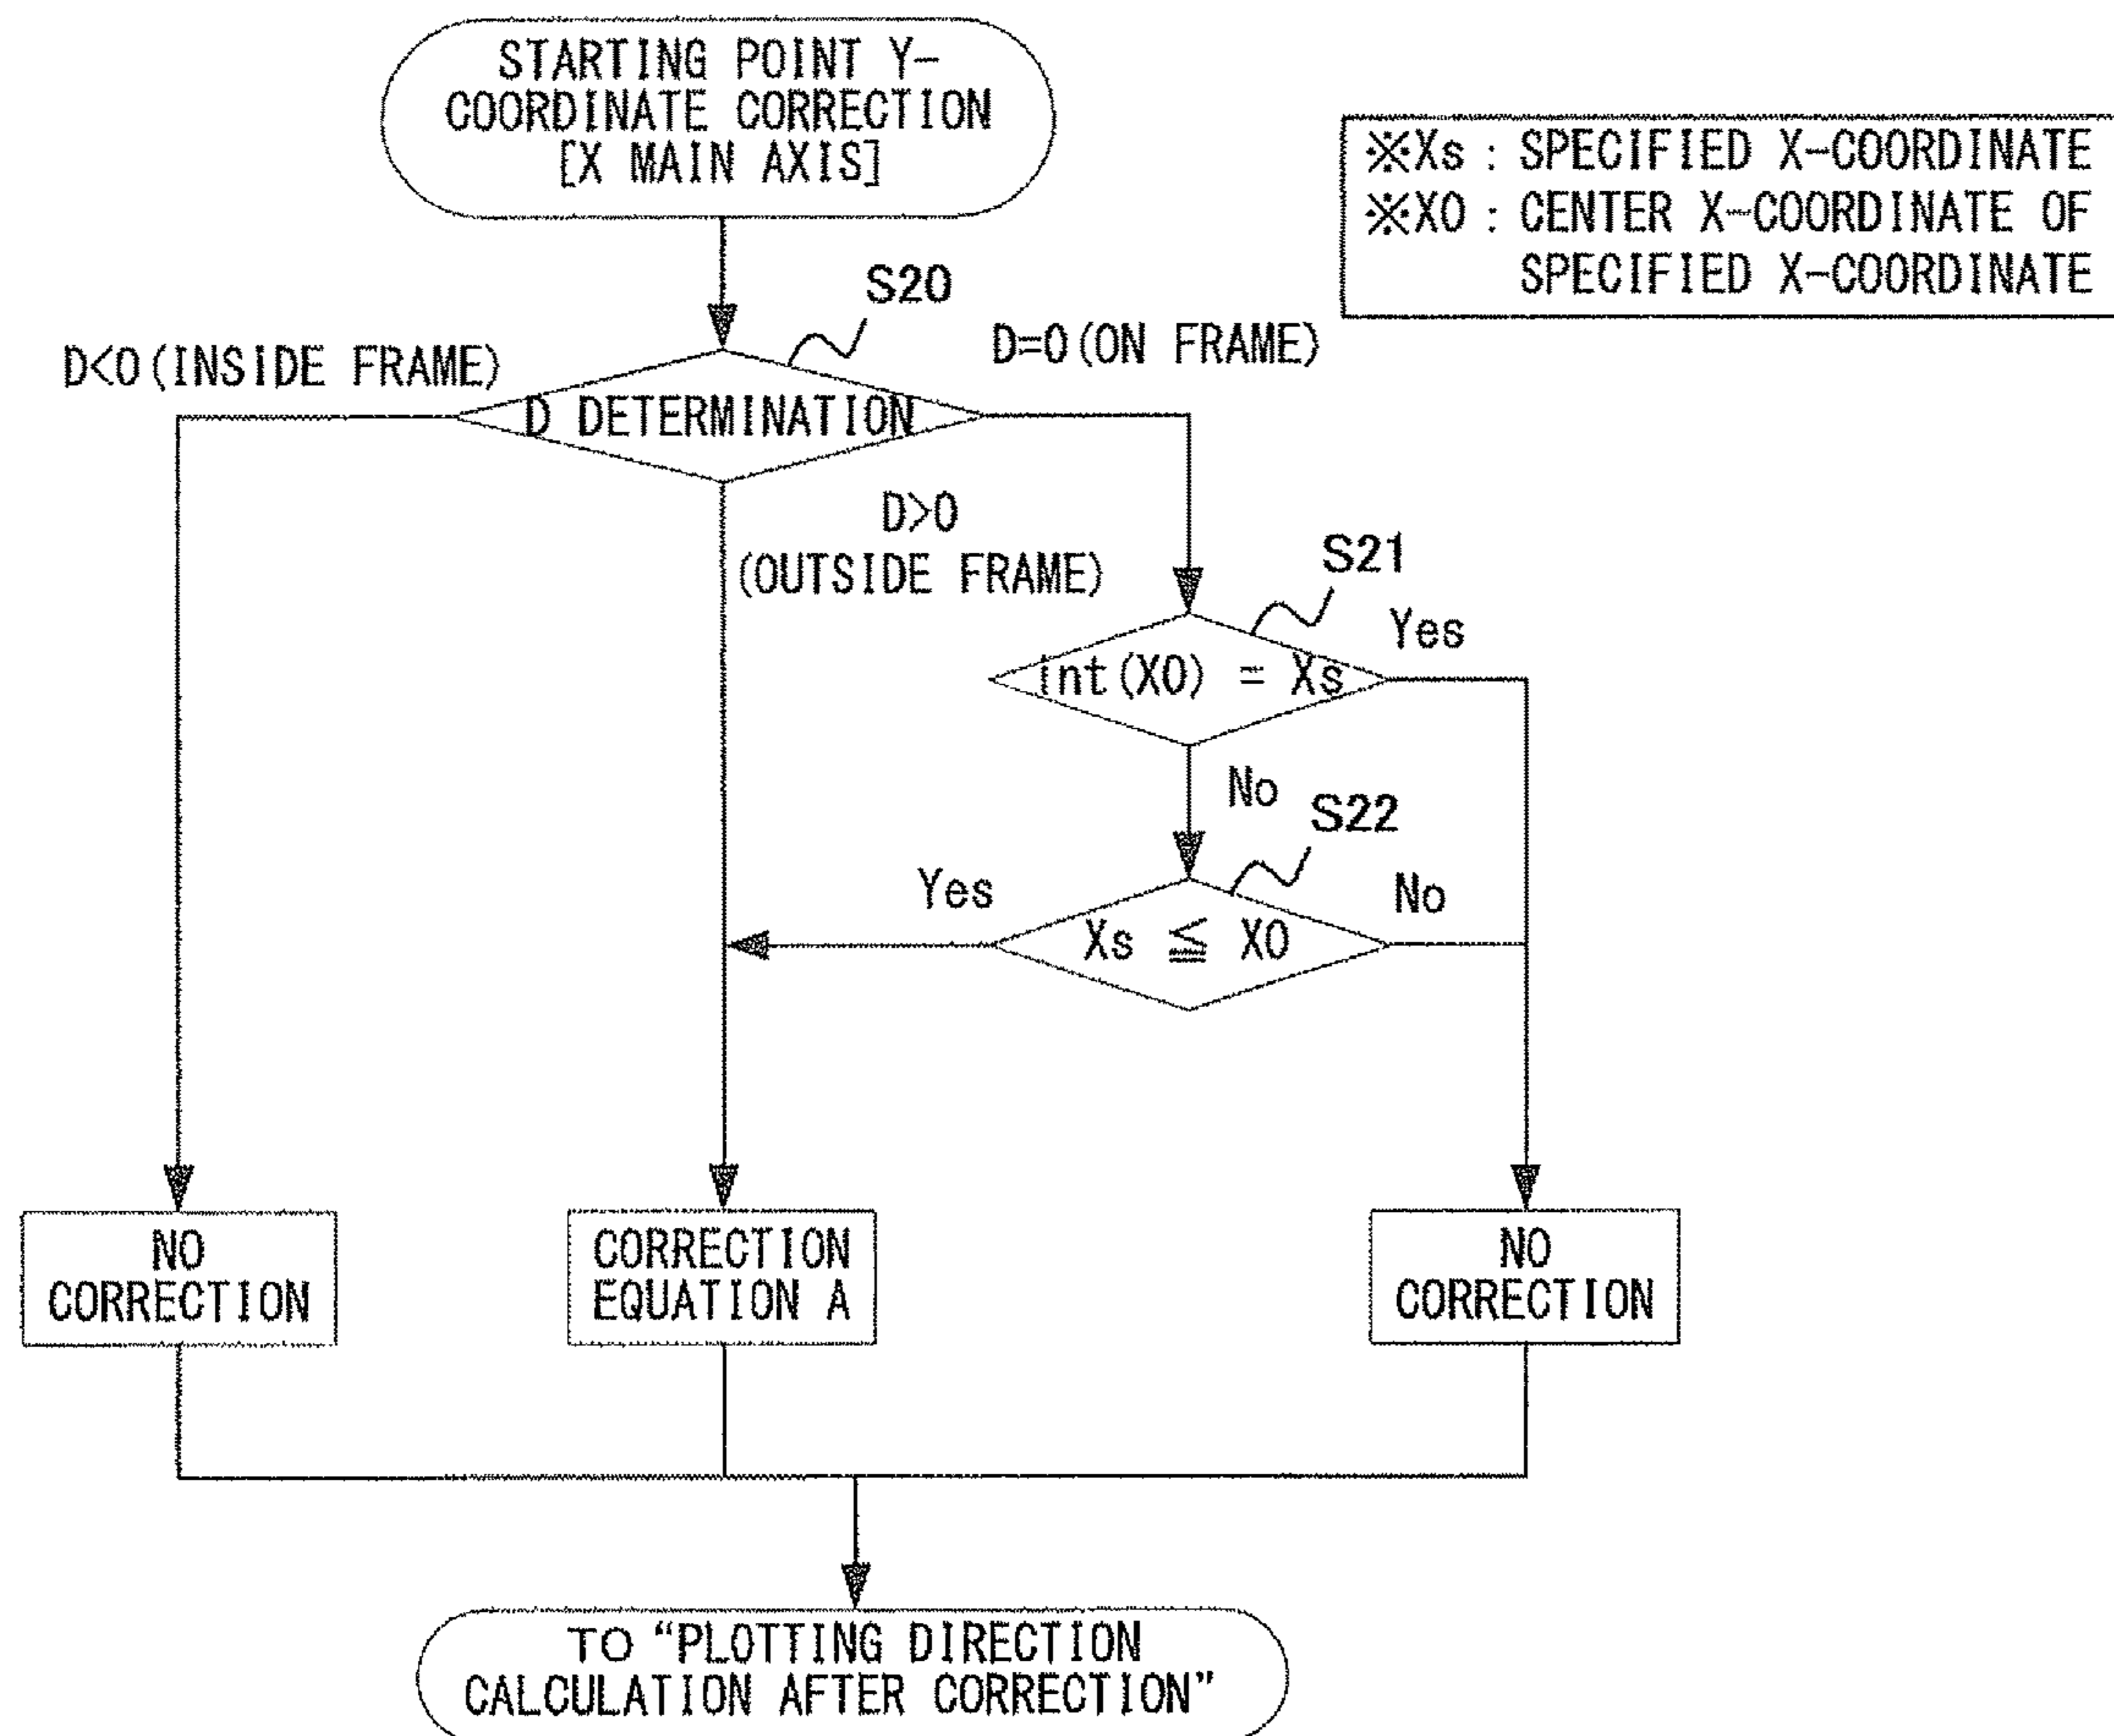 STARTING POINT Y-
COORDINATE CORRECTION
[X MAIN AXIS]
※Xs : SPECIFIED X-COORDINATE
※X0 : CENTER X-COORDINATE OF
SPECIFIED X-COORDINATE
S20
D<0(INSIDE FRAME)
D=0(ON FRAME)
D DETERMINATION
D>0
(OUTSIDE FRAME)
S21
Yes
int(X0) = Xs
No
S22
Yes
No
Xs ≦ X0
NO
CORRECTION
CORRECTION
EQUATION A
NO
CORRECTION
TO “PLOTTING DIRECTION
CALCULATION AFTER CORRECTION”